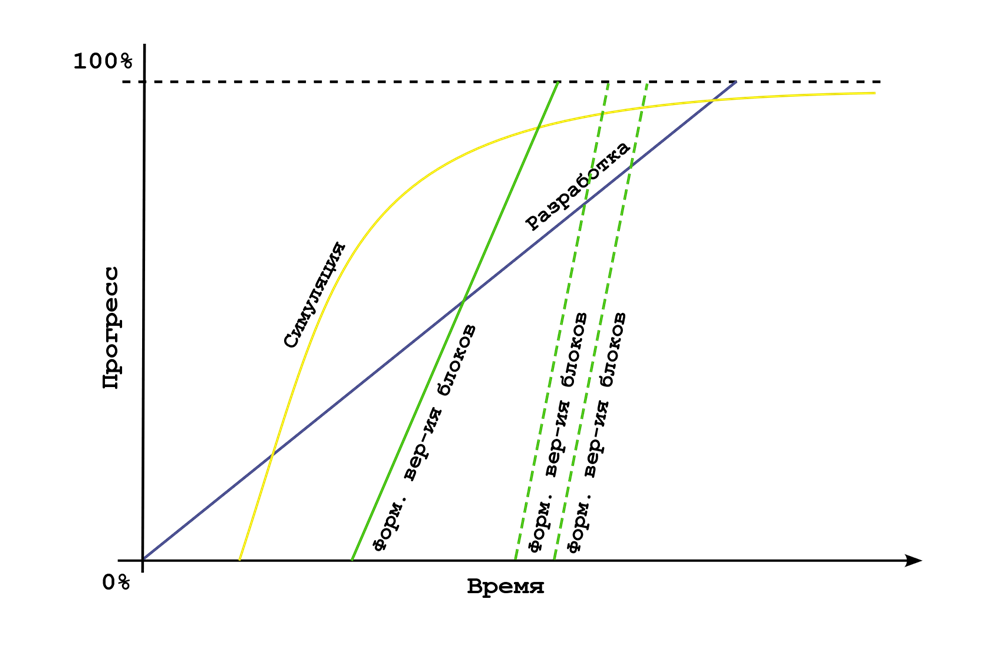 100%
Разработка
Симуляция
Прогресс
Форм. вер-ия блоков
Форм. вер-ия блоков
Форм. вер-ия блоков
0%
Время